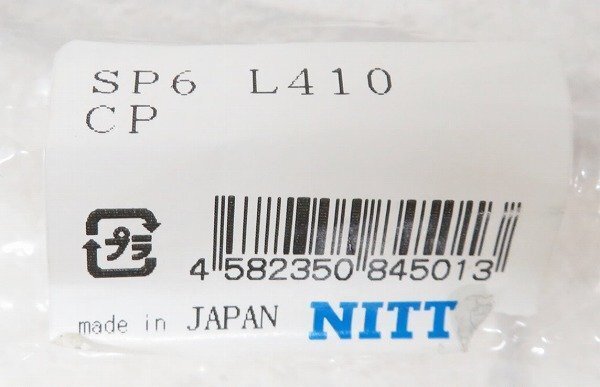 SP6 L410
CP
プラ
4 582350 845013
made in JAPAN NITT